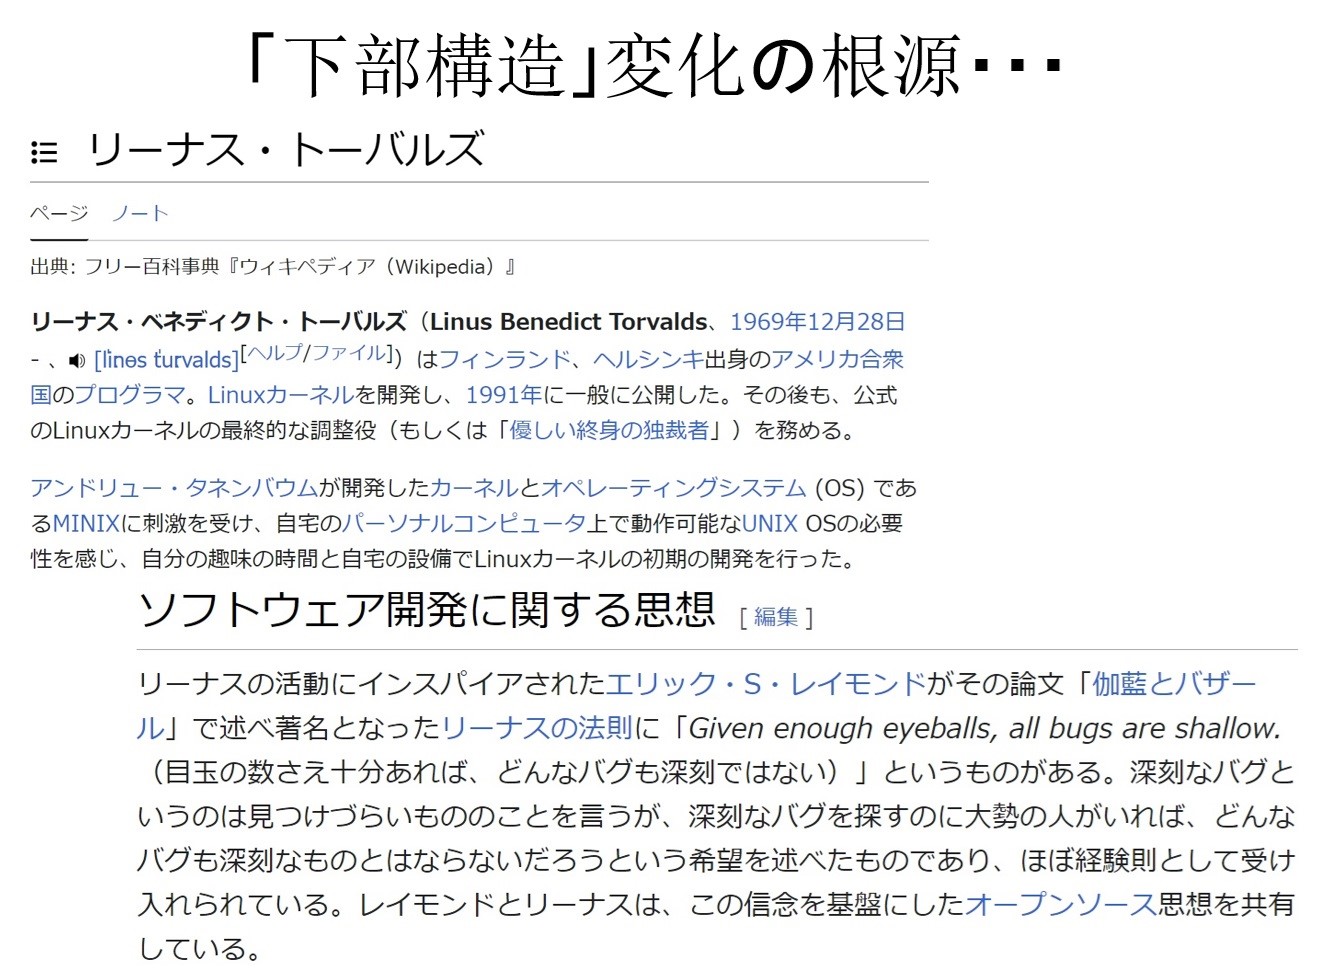 「下部構造」変化の根源・・・
リーナス・トーバルズ
ページ ノート
出典: フリー百科事典『ウィキペディア（Wikipedia）』
リーナス・ベネディクト・トーバルズ（Linus Benedict Torvalds、1969年12月28日
- 、[ˈliːnɵs ˈtuːrvalds][ヘルプ/ファイル]）はフィンランド、ヘルシンキ出身のアメリカ合衆
国のプログラマ。Linuxカーネルを開発し、1991年に一般に公開した。その後も、公式
のLinuxカーネルの最終的な調整役（もしくは「優しい終身の独裁者」）を務める。
アンドリュー・タネンバウムが開発したカーネルとオペレーティングシステム (OS) であ
るMINIXに刺激を受け、自宅のパーソナルコンピュータ上で動作可能なUNIX OSの必要
性を感じ、自分の趣味の時間と自宅の設備でLinuxカーネルの初期の開発を行った。
ソフトウェア開発に関する思想 [ 編集 ]
リーナスの活動にインスパイアされたエリック・S・レイモンドがその論文「伽藍とバザー
ル」で述べ著名となったリーナスの法則に「Given enough eyeballs, all bugs are shallow.
（目玉の数さえ十分あれば、どんなバグも深刻ではない）」というものがある。深刻なバグと
いうのは見つけづらいもののことを言うが、深刻なバグを探すのに大勢の人がいれば、どんな
バグも深刻なものとはならないだろうという希望を述べたものであり、ほぼ経験則として受け
入れられている。レイモンドとリーナスは、この信念を基盤にしたオープンソース思想を共有
している。